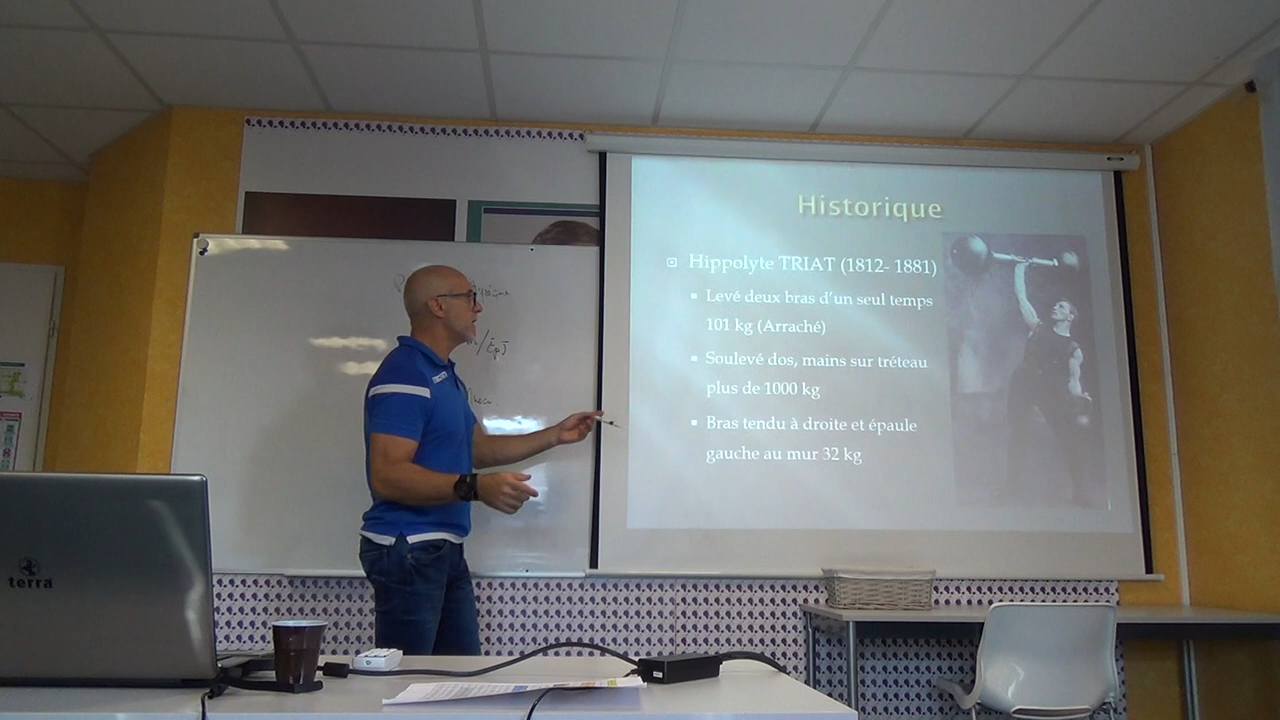 Historique
Hippolyte TRIAT (1812- 1881)
Levé deux bras d'un seul temps
101 kg (Arraché)
Soulevé dos, mains sur tréteau
plus de 1000 kg
Bras tendu à droite et épaule
gauche au mur 32 kg
terra